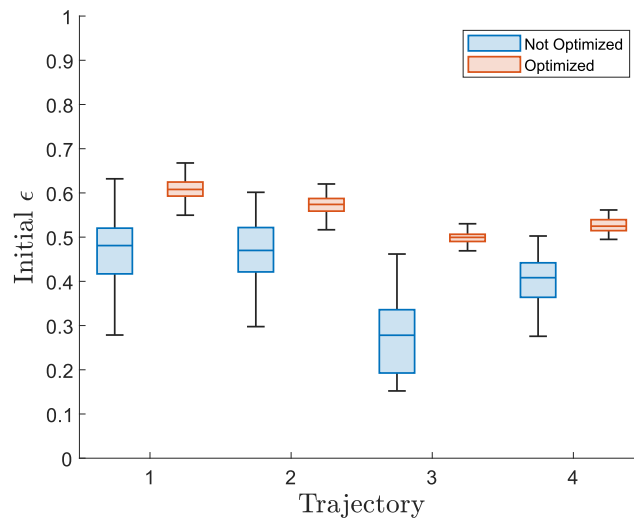 1
0.9
0.8
0.7
0.6
0.5
0.4
0.3
0.2
0.1
0
Initial ϵ
Not Optimized
Optimized
1 2 3 4
Trajectory